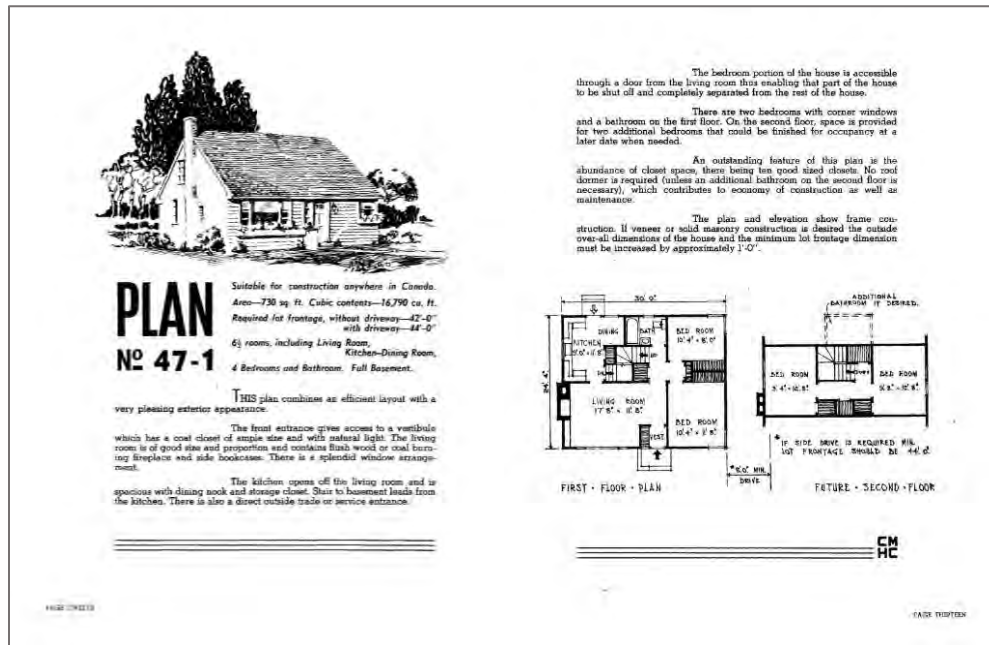 PLAN
Nº 47-1
Suitable for construction anywhere in Canada.
Area—730 sq. ft. Cubic contents—16,790 cu. ft.
Required lot frontage, without driveway—42'-0"
with driveway—44'-0"
6½ rooms, including Living Room,
Kitchen-Dining Room,
4 Bedrooms and Bathroom. Full Basement.
THIS plan combines an efficient layout with a
very pleasing exterior appearance.
The front entrance gives access to a vestibule
which has a coat closet of ample size and with natural light. The living
room is of good size and proportion and contains flush wood or coal burn-
ing fireplace and side bookcases. There is a splendid window arrange-
ment.
The kitchen opens off the living room and is
spacious with dining nook and storage closet. Stair to basement leads from
the kitchen. There is also a direct outside trade or service entrance.
The bedroom portion of the house is accessible
through a door from the living room thus enabling that part of the house
to be shut off and completely separated from the rest of the house.
There are two bedrooms with corner windows
and a bathroom on the first floor. On the second floor, space is provided
for two additional bedrooms that could be finished for occupancy at a
later date when needed.
An outstanding feature of this plan is the
abundance of closet space, there being ten good sized closets. No roof
dormer is required (unless an additional bathroom on the second floor is
necessary), which contributes to economy of construction as well as
maintenance.
The plan and elevation show frame con-
struction. If veneer or solid masonry construction is desired the outside
over-all dimensions of the house and the minimum lot frontage dimension
must be increased by approximately 1'-0".
30'.0"
DINING
BATH
BED ROOM
10'.4" × 8'.0"
KITCHEN
UP
LIVING ROOM
17'.8" × 11'.8"
BED ROOM
10'.4" × 11'.8"
VEST.
FIRST · FLOOR · PLAN
MIN.
DRIVE
ADDITIONAL
BATHROOM IF DESIRED.
BED ROOM
BED ROOM
* IF SIDE DRIVE IS REQUIRED MIN.
LOT FRONTAGE SHOULD BE 44'.0"
FUTURE · SECOND · FLOOR
CM
HC
PAGE THIRTEEN